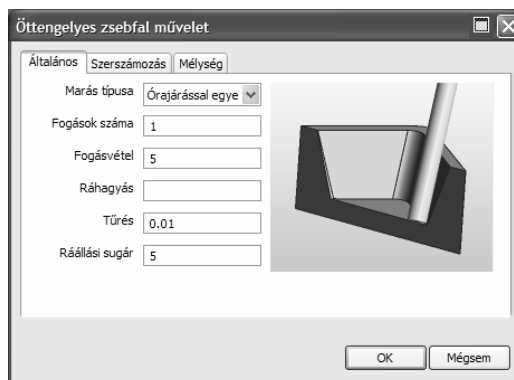 Öttengelyes zsebfal művelet
Általános Szerszámozás Mélység
Marás típusa Órajárással egye
Fogások száma 1
Fogásvétel 5
Ráhagyás
Tűrés 0.01
Ráállási sugár 5
OK Mégsem